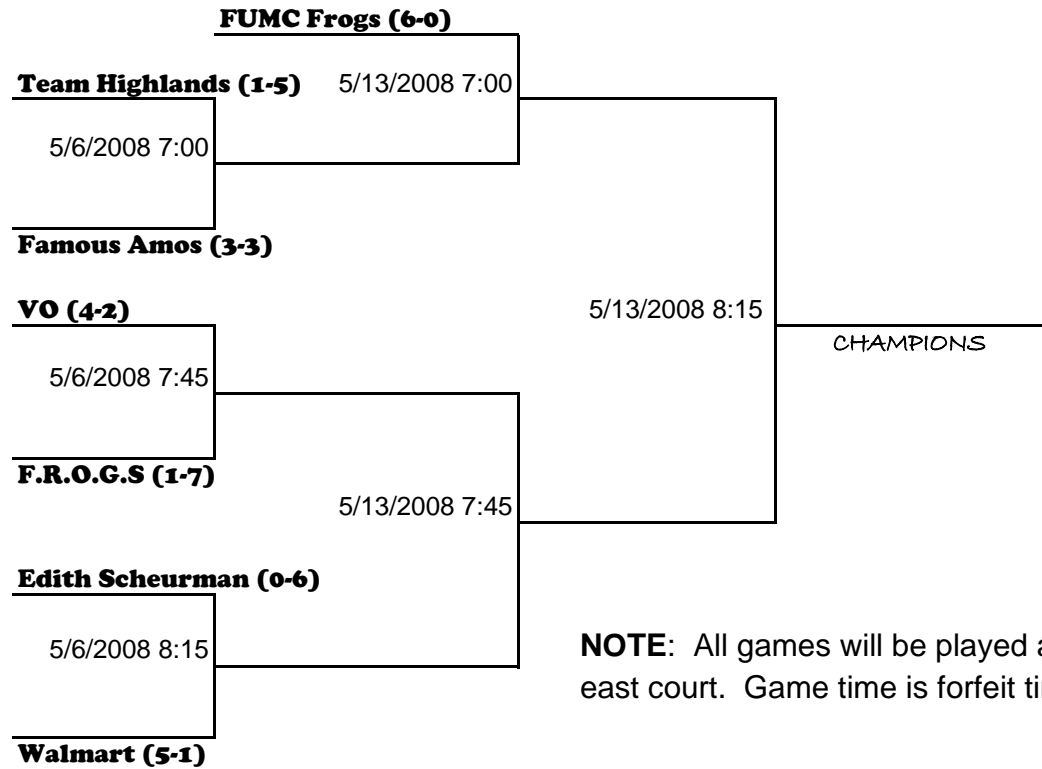 FUMC Frogs (6-0)
Team Highlands (1-5) 5/13/2008 7:00
5/6/2008 7:00
Famous Amos (3-3)
VO (4-2)
5/13/2008 8:15
CHAMPIONS
5/6/2008 7:45
F.R.O.G.S (1-7)
5/13/2008 7:45
Edith Scheurman (0-6)
5/6/2008 8:15
NOTE: All games will be played
east court. Game time is forfeit
Walmart (5-1)